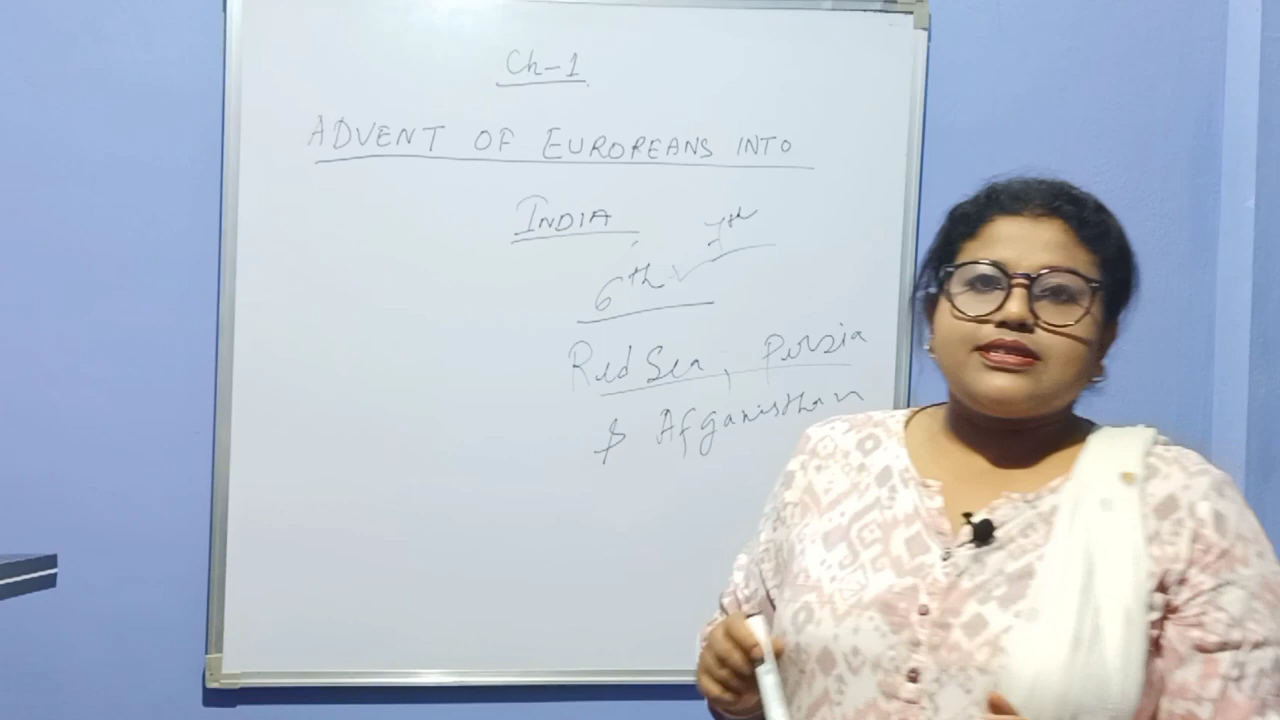 Ch-1
ADVENT OF EUROPEANS INTO
INDIA
7th
6th
Red Sea, Persia
& Afganisthan